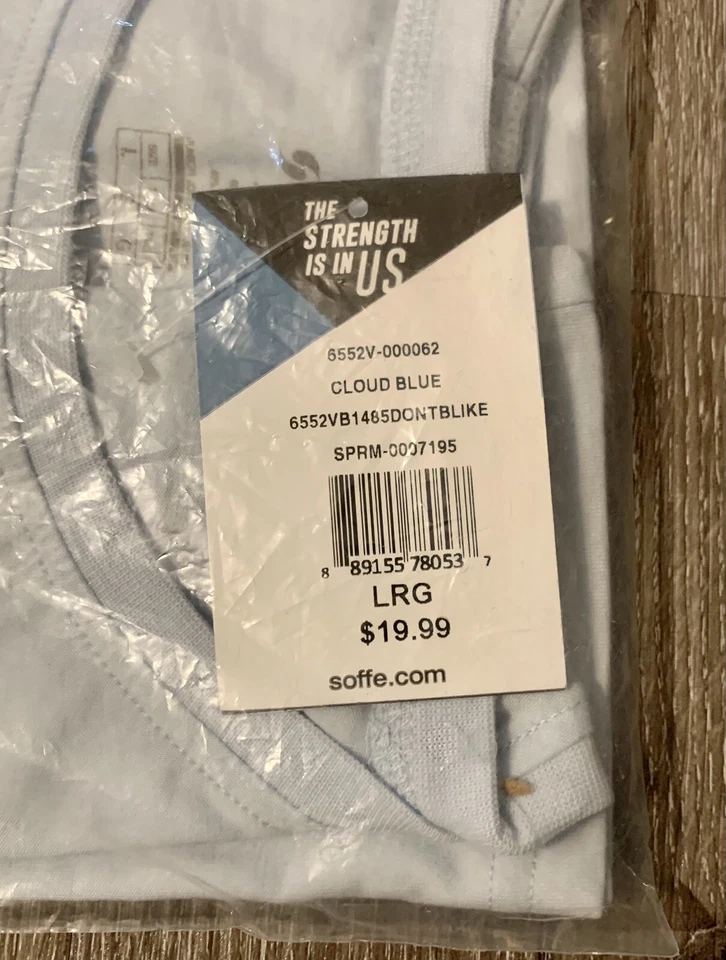 THE
STRENGTH
IS IN US
6552V-000062
CLOUD BLUE
6552VB1485DONTBLIKE
SPRM-0007195
8 89155 78053 7
LRG
$19.99
soffe.com